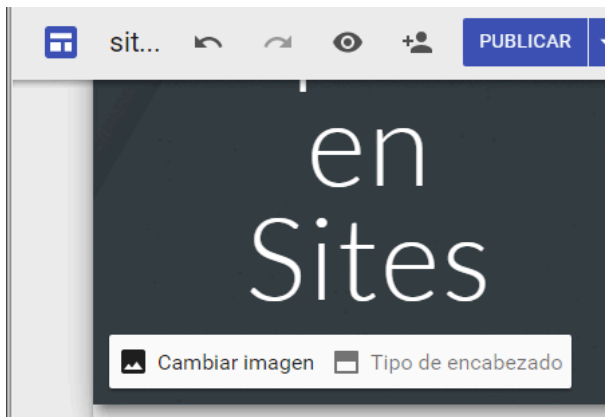 sit...
PUBLICAR
en
Sites
Cambiar imagen
Tipo de encabezado